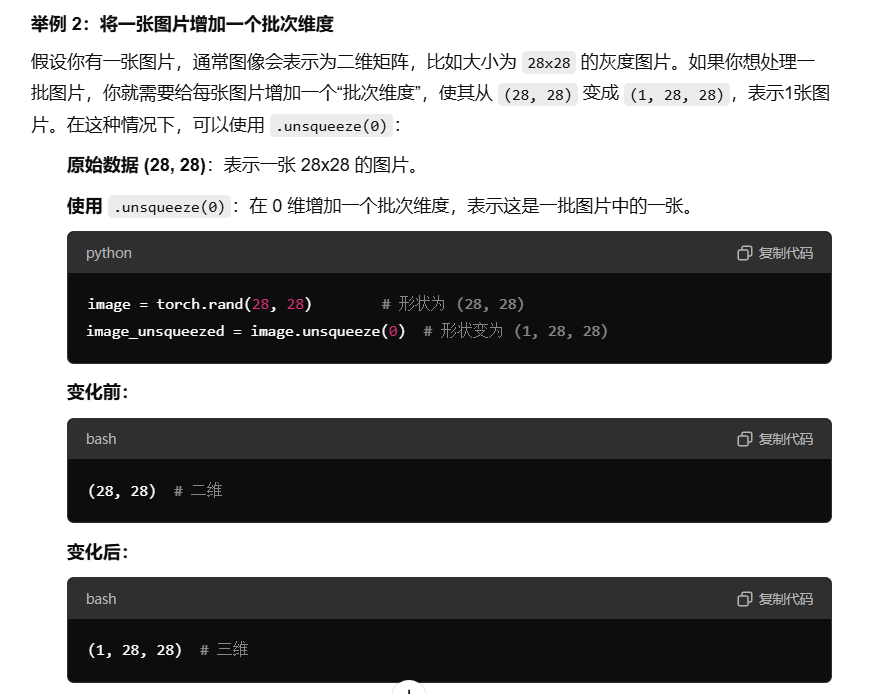 举例 2：将一张图片增加一个批次维度
假设你有一张图片，通常图像会表示为二维矩阵，比如大小为 28x28 的灰度图片。如果你想处理一
批图片，你就需要给每张图片增加一个“批次维度”，使其从 (28, 28) 变成 (1, 28, 28)，表示1张图
片。在这种情况下，可以使用 .unsqueeze(0)：
原始数据 (28, 28)：表示一张 28x28 的图片。
使用 .unsqueeze(0)：在 0 维增加一个批次维度，表示这是一批图片中的一张。
python 复制代码
image = torch.rand(28, 28)        # 形状为 (28, 28)
image_unsqueezed = image.unsqueeze(0)  # 形状变为 (1, 28, 28)
变化前：
bash 复制代码
(28, 28)  # 二维
变化后：
bash 复制代码
(1, 28, 28)  # 三维